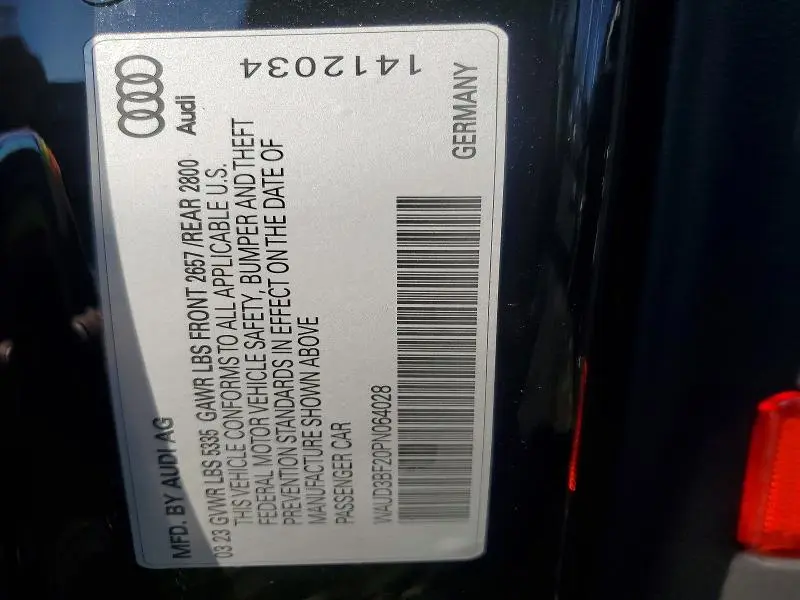 MFD. BY AUDI AG
Audi
03 23 GVWR LBS 5335 GAWR LBS FRONT 2657 /REAR 2800
THIS VEHICLE CONFORMS TO ALL APPLICABLE U.S.
FEDERAL MOTOR VEHICLE SAFETY, BUMPER AND THEFT
PREVENTION STANDARDS IN EFFECT ON THE DATE OF
MANUFACTURE SHOWN ABOVE
PASSENGER CAR
WAUD3BF20PN064028
GERMANY
1412034